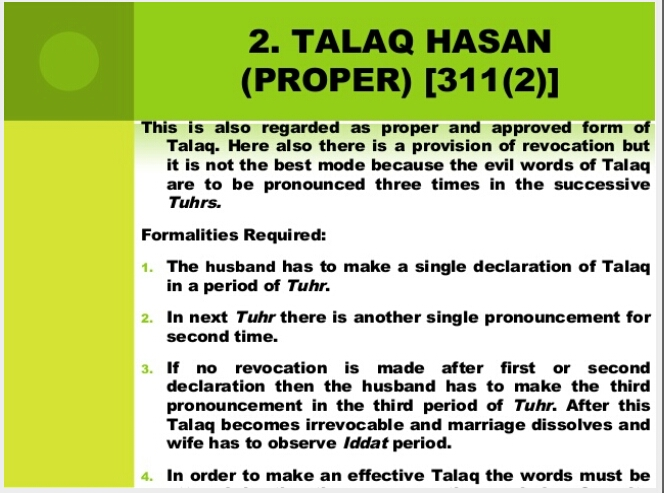 2. TALAQ HASAN
(PROPER) [311(2)]
This is also regarded as proper and approved form of
Talaq. Here also there is a provision of revocation but
it is not the best mode because the evil words of Talaq
are to be pronounced three times in the successive
Tuhrs.
Formalities Required:
1. The husband has to make a single declaration of Talaq
in a period of Tuhr.
2. In next Tuhr there is another single pronouncement for
second time.
3. If no revocation is made after first or second
declaration then the husband has to make the third
pronouncement in the third period of Tuhr. After this
Talaq becomes irrevocable and marriage dissolves and
wife has to observe Iddat period.
4. In order to make an effective Talaq the words must be